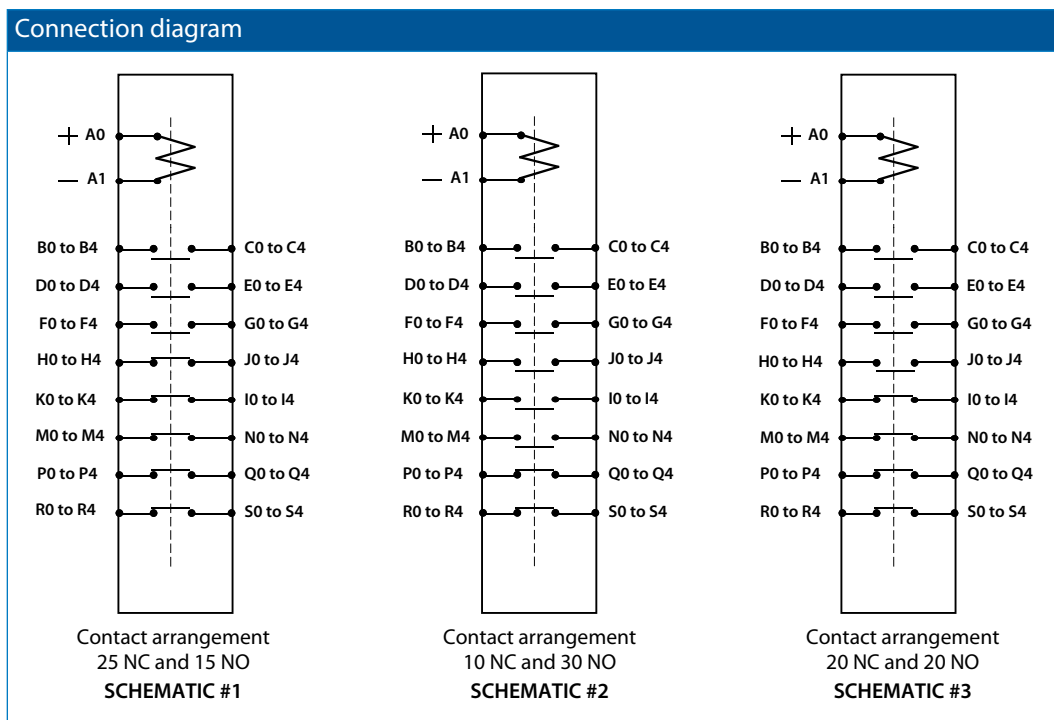 Connection diagram
+ A0
− A1
B0 to B4 C0 to C4
D0 to D4 E0 to E4
F0 to F4 G0 to G4
H0 to H4 J0 to J4
K0 to K4 I0 to I4
M0 to M4 N0 to N4
P0 to P4 Q0 to Q4
R0 to R4 S0 to S4
Contact arrangement
25 NC and 15 NO
SCHEMATIC #1
+ A0
− A1
B0 to B4 C0 to C4
D0 to D4 E0 to E4
F0 to F4 G0 to G4
H0 to H4 J0 to J4
K0 to K4 I0 to I4
M0 to M4 N0 to N4
P0 to P4 Q0 to Q4
R0 to R4 S0 to S4
Contact arrangement
10 NC and 30 NO
SCHEMATIC #2
+ A0
− A1
B0 to B4 C0 to C4
D0 to D4 E0 to E4
F0 to F4 G0 to G4
H0 to H4 J0 to J4
K0 to K4 I0 to I4
M0 to M4 N0 to N4
P0 to P4 Q0 to Q4
R0 to R4 S0 to S4
Contact arrangement
20 NC and 20 NO
SCHEMATIC #3